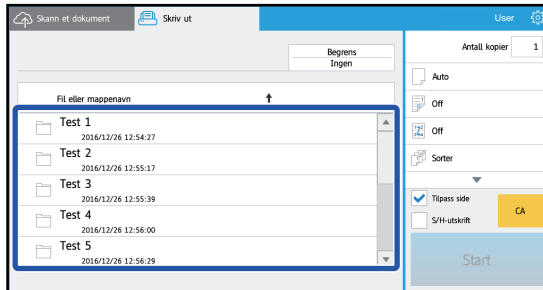 Skann et dokument
Skriv ut
User
Begrens
Ingen
Fil eller mappenavn
Test 1
2016/12/26 12:54:27
Test 2
2016/12/26 12:55:17
Test 3
2016/12/26 12:55:39
Test 4
2016/12/26 12:56:00
Test 5
2016/12/26 12:56:29
Antall kopier 1
Auto
Off
Off
Sorter
Tilpass side
S/H-utskrift
CA
Start